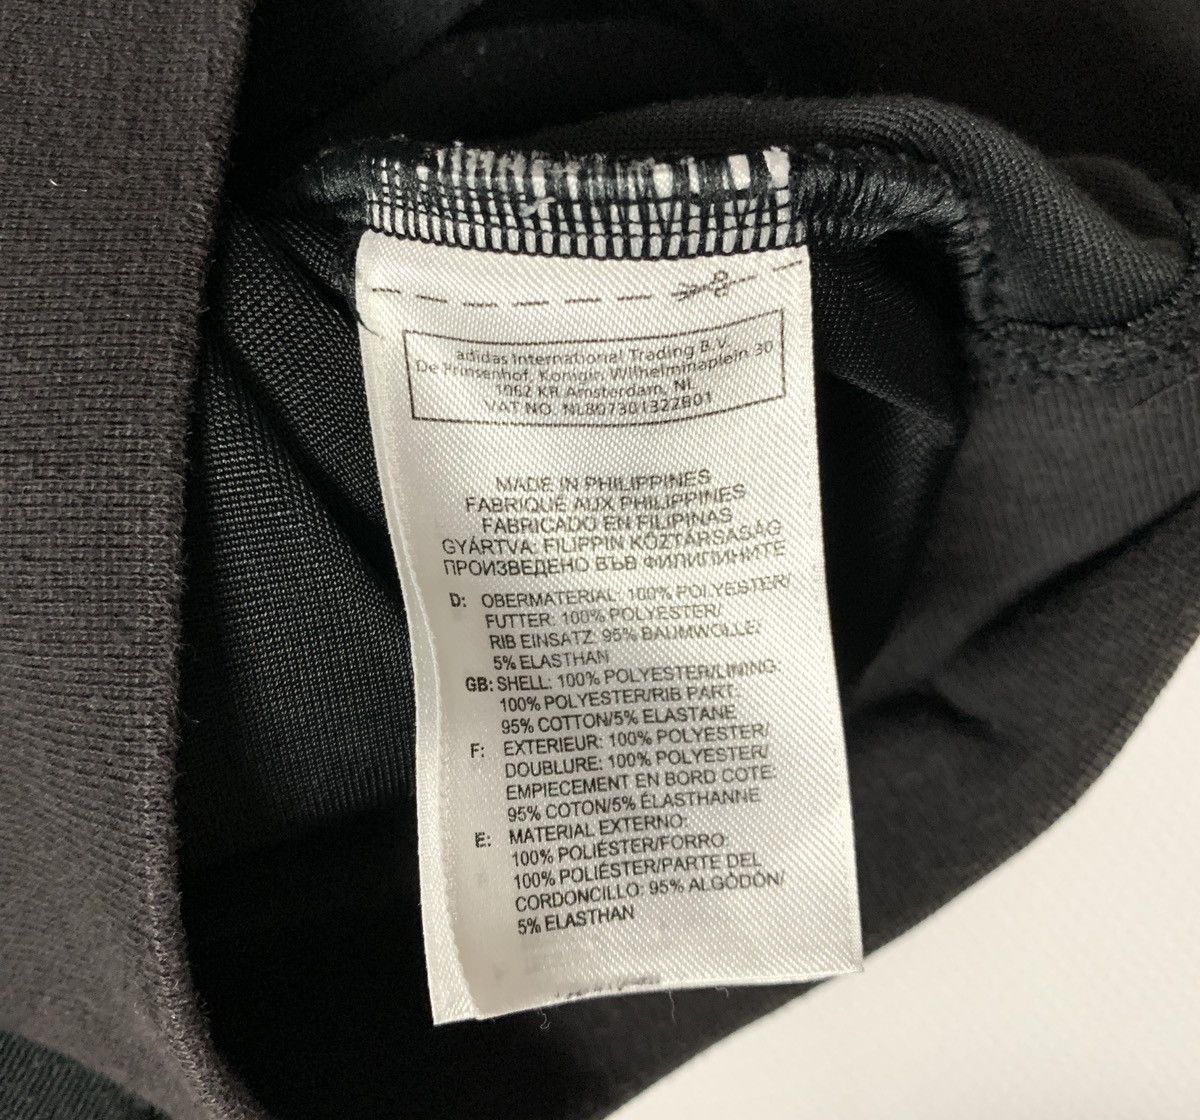 adidas International Trading B.V.
De Prinsenhof, Koningin Wilhelminaplein 30
1062 KR Amsterdam, NL
VAT NO. NL807301322B01
MADE IN PHILIPPINES
FABRIQUÉ AUX PHILIPPINES
FABRICADO EN FILIPINAS
GYÁRTVA: FILIPPIN KÖZTÁRSASÁG
ПРОИЗВЕДЕНО ВЪВ ФИЛИПИНИТЕ
D: OBERMATERIAL: 100% POLYESTER/
FUTTER: 100% POLYESTER/
RIB EINSATZ: 95% BAUMWOLLE/
5% ELASTHAN
GB: SHELL: 100% POLYESTER/LINING:
100% POLYESTER/RIB PART:
95% COTTON/5% ELASTANE
F: EXTERIEUR: 100% POLYESTER/
DOUBLURE: 100% POLYESTER/
EMPIECEMENT EN BORD COTE:
95% COTON/5% ÉLASTHANNE
E: MATERIAL EXTERNO:
100% POLIÉSTER/FORRO:
100% POLIÉSTER/PARTE DEL
CORDONCILLO: 95% ALGODÓN/
5% ELASTHAN